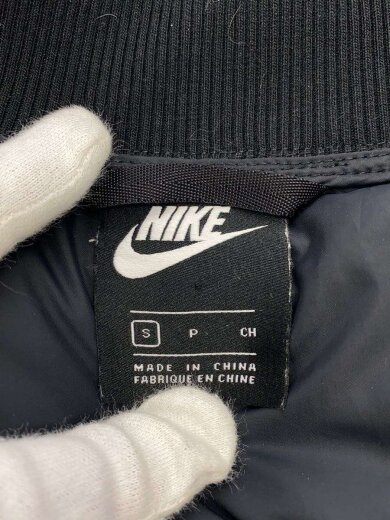 NIKE
S P CH
MADE IN CHINA
FABRIQUE EN CHINE